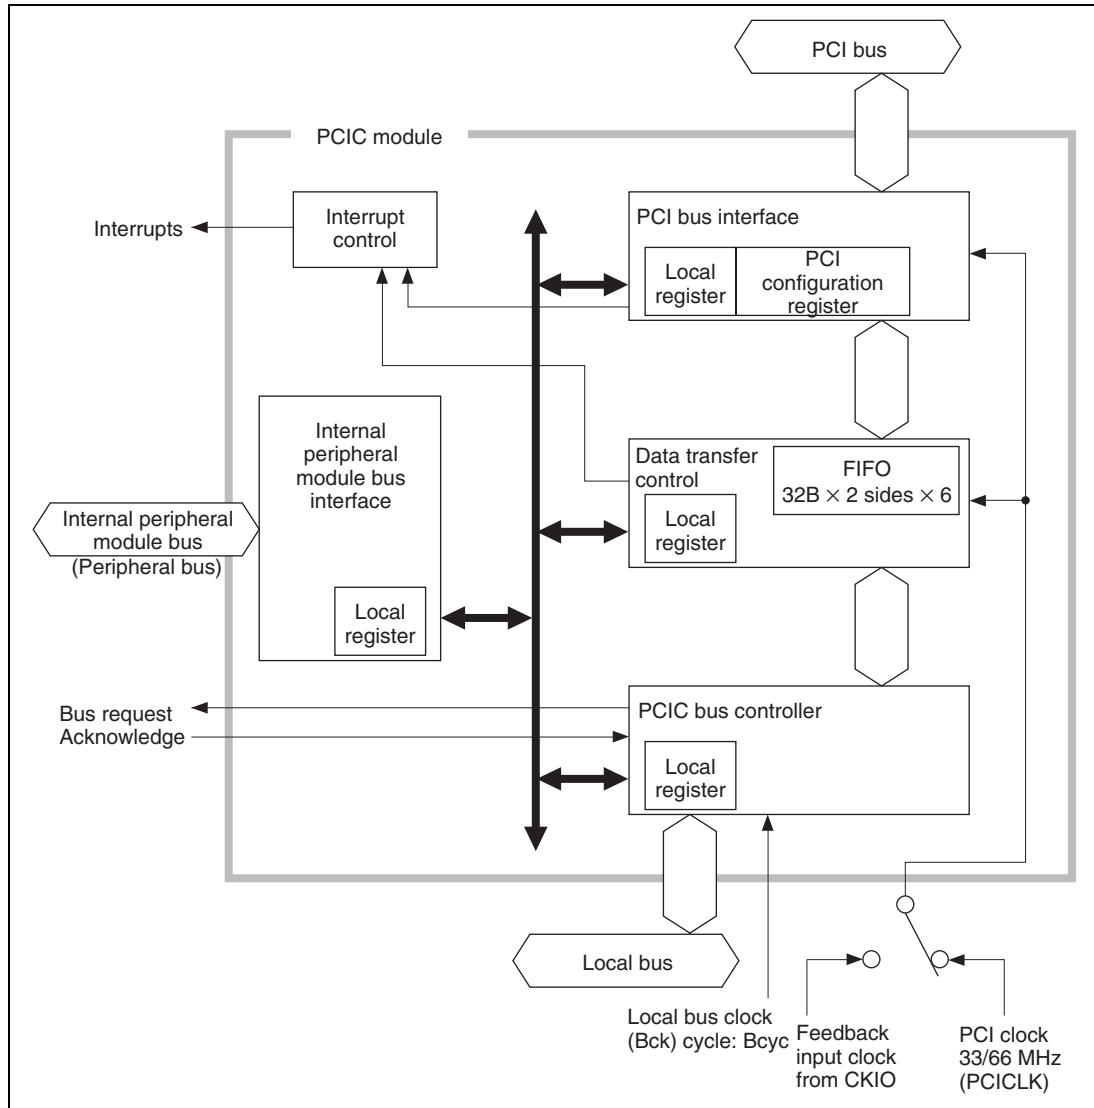 PCI bus
PCIC module
Interrupts
Interrupt
control
PCI bus interface
Local
register
PCI
configuration
register
Internal
peripheral
module bus
interface
Data transfer
control
FIFO
32B × 2 sides × 6
Local
register
Internal peripheral
module bus
(Peripheral bus)
Local
register
Bus request
Acknowledge
PCIC bus controller
Local
register
Local bus
Local bus clock
(Bck) cycle: Bcyc
Feedback
input clock
from CKIO
PCI clock
33/66 MHz
(PCICLK)